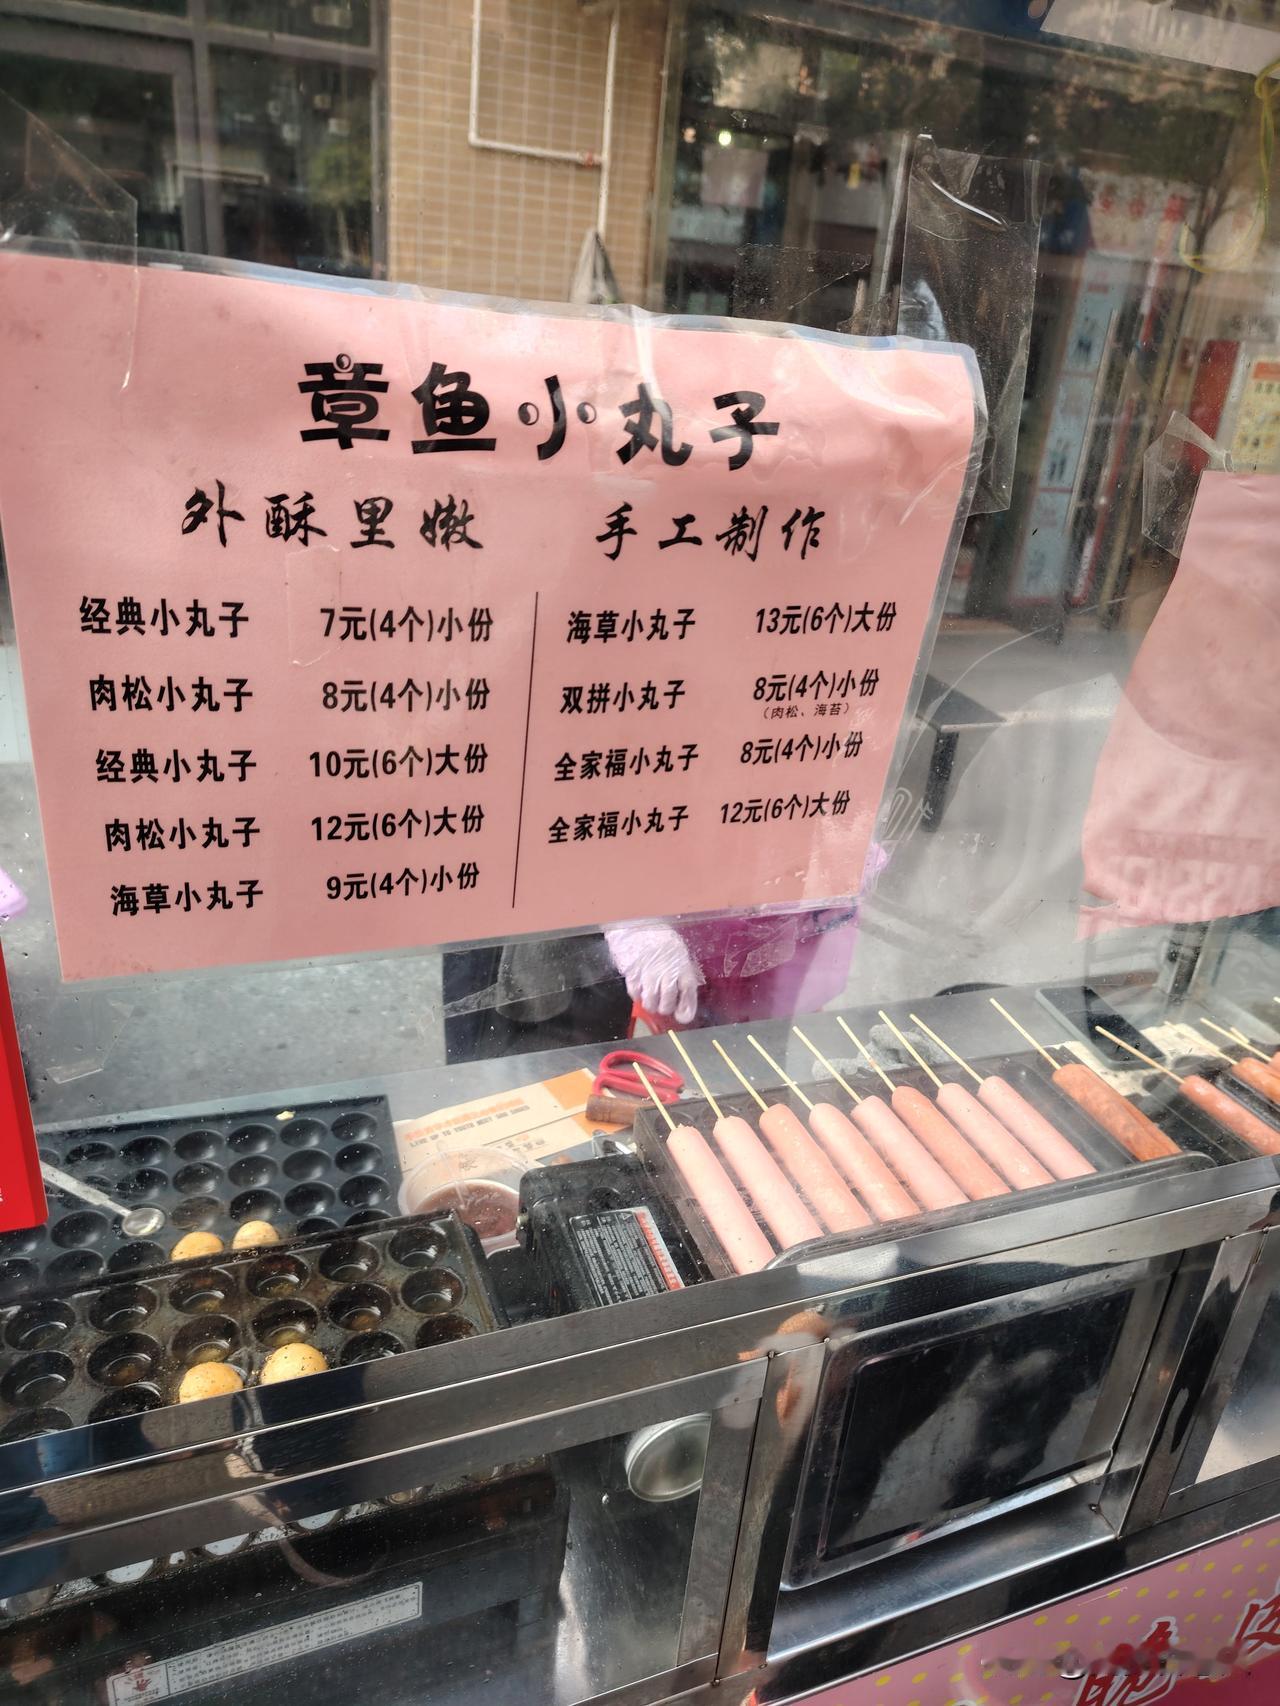 章鱼小丸子
外酥里嫩 手工制作
经典小丸子 7元(4个)小份
肉松小丸子 8元(4个)小份
经典小丸子 10元(6个)大份
肉松小丸子 12元(6个)大份
海草小丸子 9元(4个)小份
海草小丸子 13元(6个)大份
双拼小丸子 8元(4个)小份
(肉松、海苔)
全家福小丸子 8元(4个)小份
全家福小丸子 12元(6个)大份